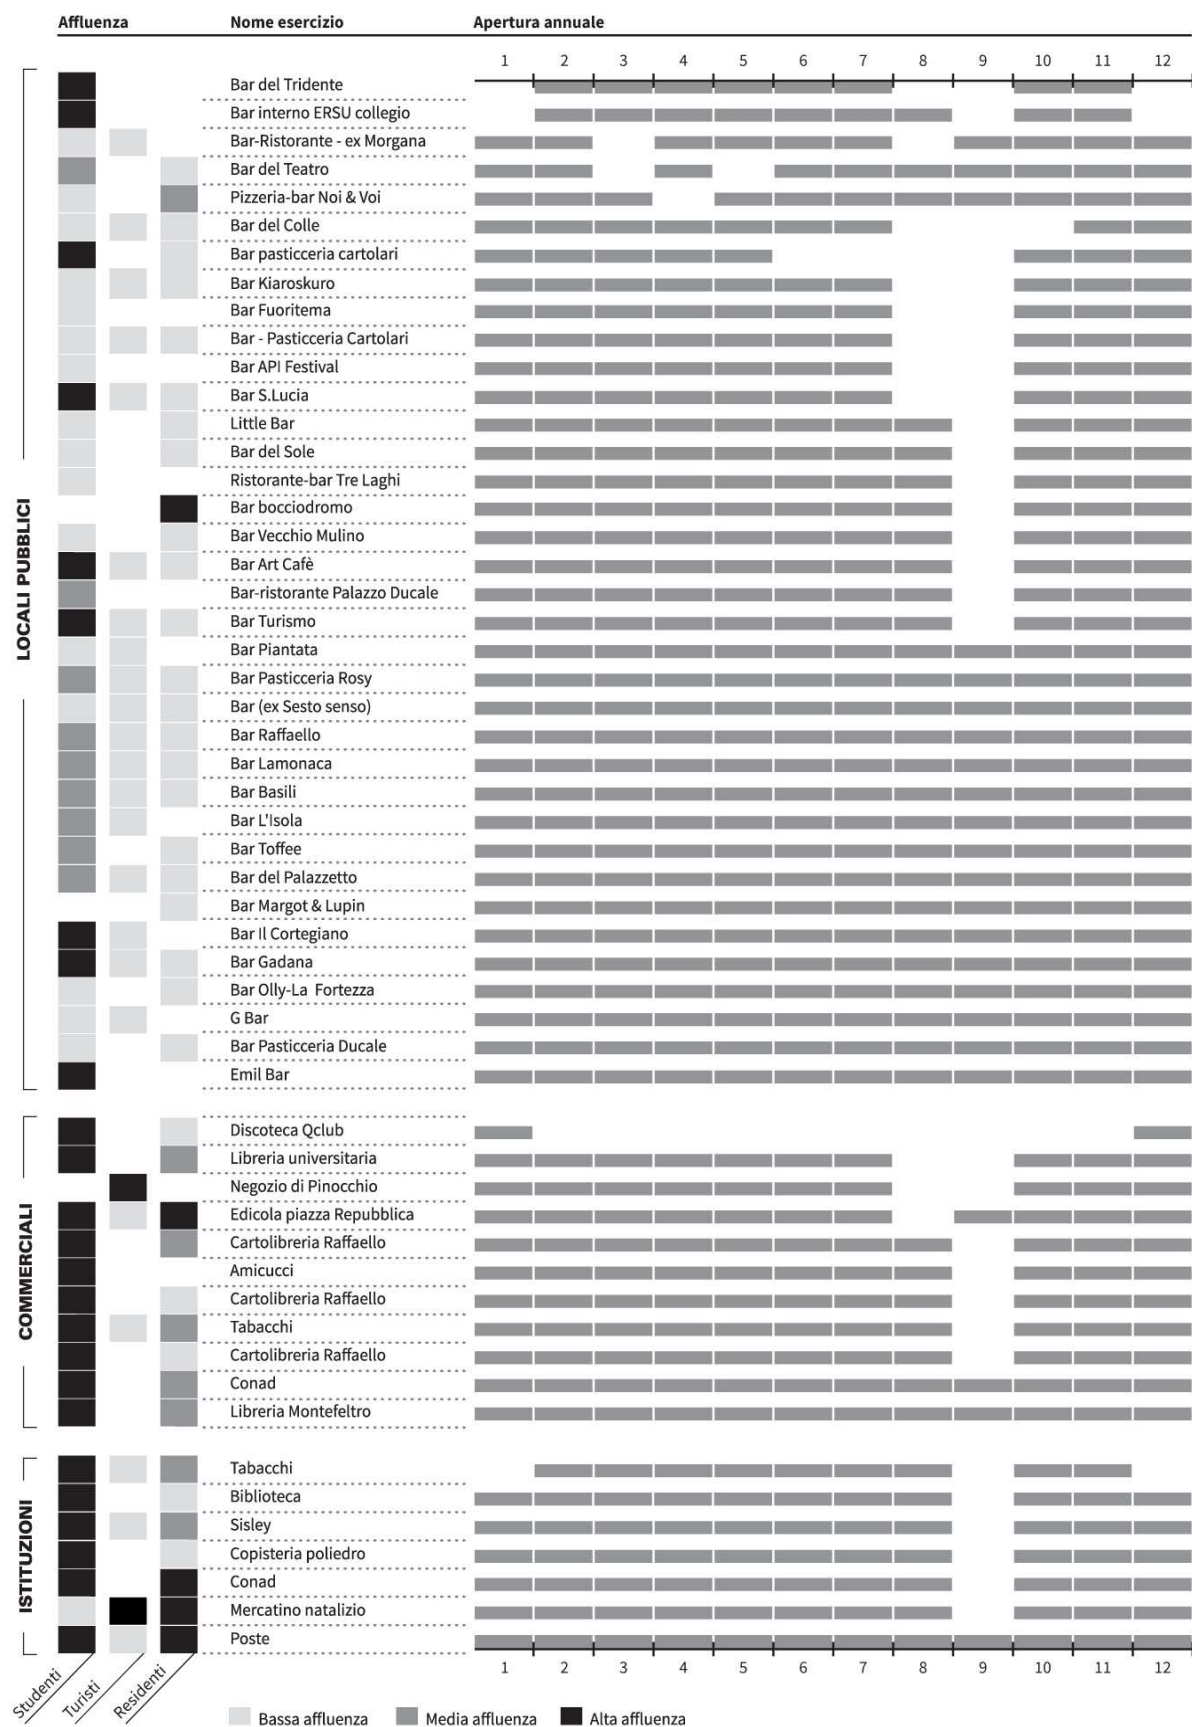 Affluenza Nome esercizio Apertura annuale
1 2 3 4 5 6 7 8 9 10 11 12
LOCALI PUBBLICI
Bar del Tridente
Bar interno ERSU collegio
Bar-Ristorante - ex Morgana
Bar del Teatro
Pizzeria-bar Noi & Voi
Bar del Colle
Bar pasticceria cartolari
Bar Kiaroskuro
Bar Fuoritema
Bar - Pasticceria Cartolari
Bar API Festival
Bar S.Lucia
Little Bar
Bar del Sole
Ristorante-bar Tre Laghi
Bar bocciodromo
Bar Vecchio Mulino
Bar Art Cafè
Bar-ristorante Palazzo Ducale
Bar Turismo
Bar Piantata
Bar Pasticceria Rosy
Bar (ex Sesto senso)
Bar Raffaello
Bar Lamonaca
Bar Basili
Bar L'Isola
Bar Toffee
Bar del Palazzetto
Bar Margot & Lupin
Bar Il Cortegiano
Bar Gadana
Bar Olly-La Fortezza
G Bar
Bar Pasticceria Ducale
Emil Bar
COMMERCIALI
Discoteca Qclub
Libreria universitaria
Negozio di Pinocchio
Edicola piazza Repubblica
Cartolibreria Raffaello
Amicucci
Cartolibreria Raffaello
Tabacchi
Cartolibreria Raffaello
Conad
Libreria Montefeltro
ISTITUZIONI
Tabacchi
Biblioteca
Sisley
Copisteria poliedro
Conad
Mercatino natalizio
Poste
1 2 3 4 5 6 7 8 9 10 11 12
Studenti
Turisti
Residenti
Bassa affluenza Media affluenza Alta affluenza